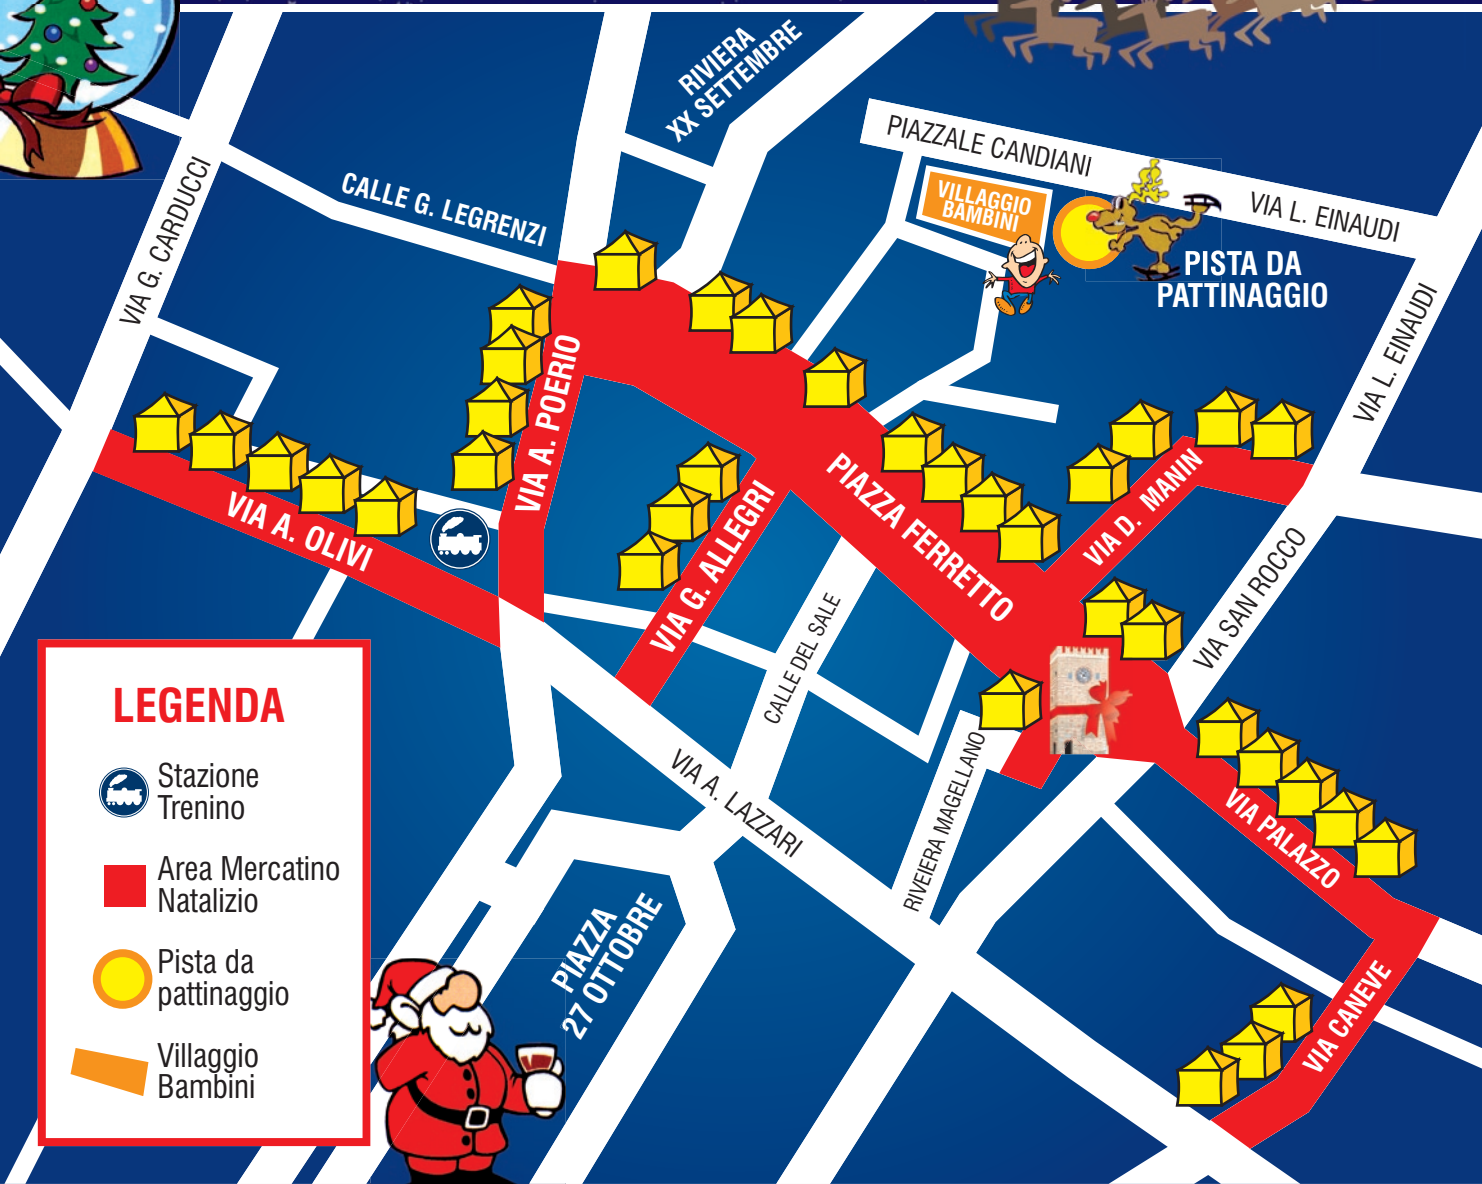 RIVIERA
XX SETTEMBRE
PIAZZALE CANDIANI
VIA L. EINAUDI
VILLAGGIO
BAMBINI
PISTA DA
PATTINAGGIO
VIA G. CARDUCCI
CALLE G. LEGRENZI
VIA L. EINAUDI
VIA A. POERIO
VIA A. OLIVI
VIA G. ALLEGRI
PIAZZA FERRETTO
VIA D. MANIN
VIA SAN ROCCO
CALLE DEL SALE
RIVEIERA MAGELLANO
VIA A. LAZZARI
VIA PALAZZO
VIA CANEVE
PIAZZA
27 OTTOBRE
LEGENDA
Stazione
Trenino
Area Mercatino
Natalizio
Pista da
pattinaggio
Villaggio
Bambini